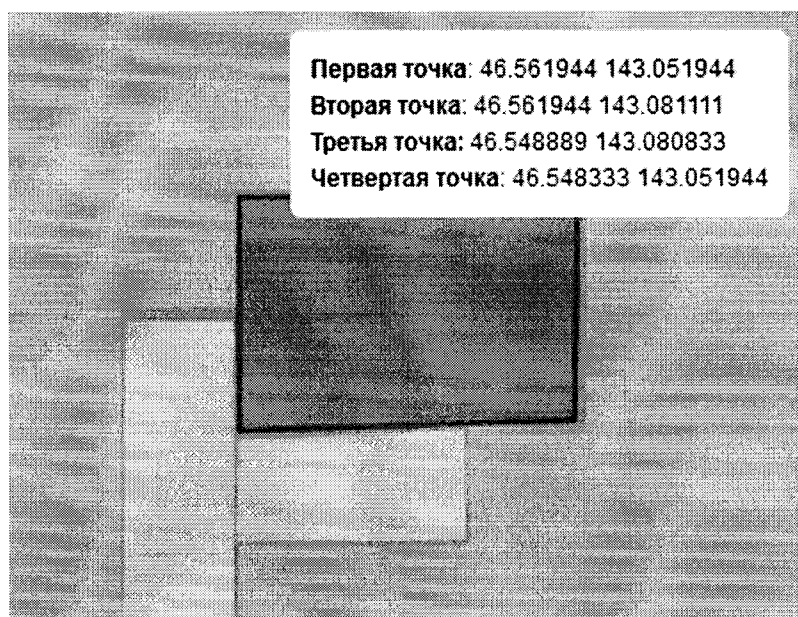 Первая точка: 46.561944 143.051944
Вторая точка: 46.561944 143.081111
Третья точка: 46.548889 143.080833
Четвертая точка: 46.548333 143.051944